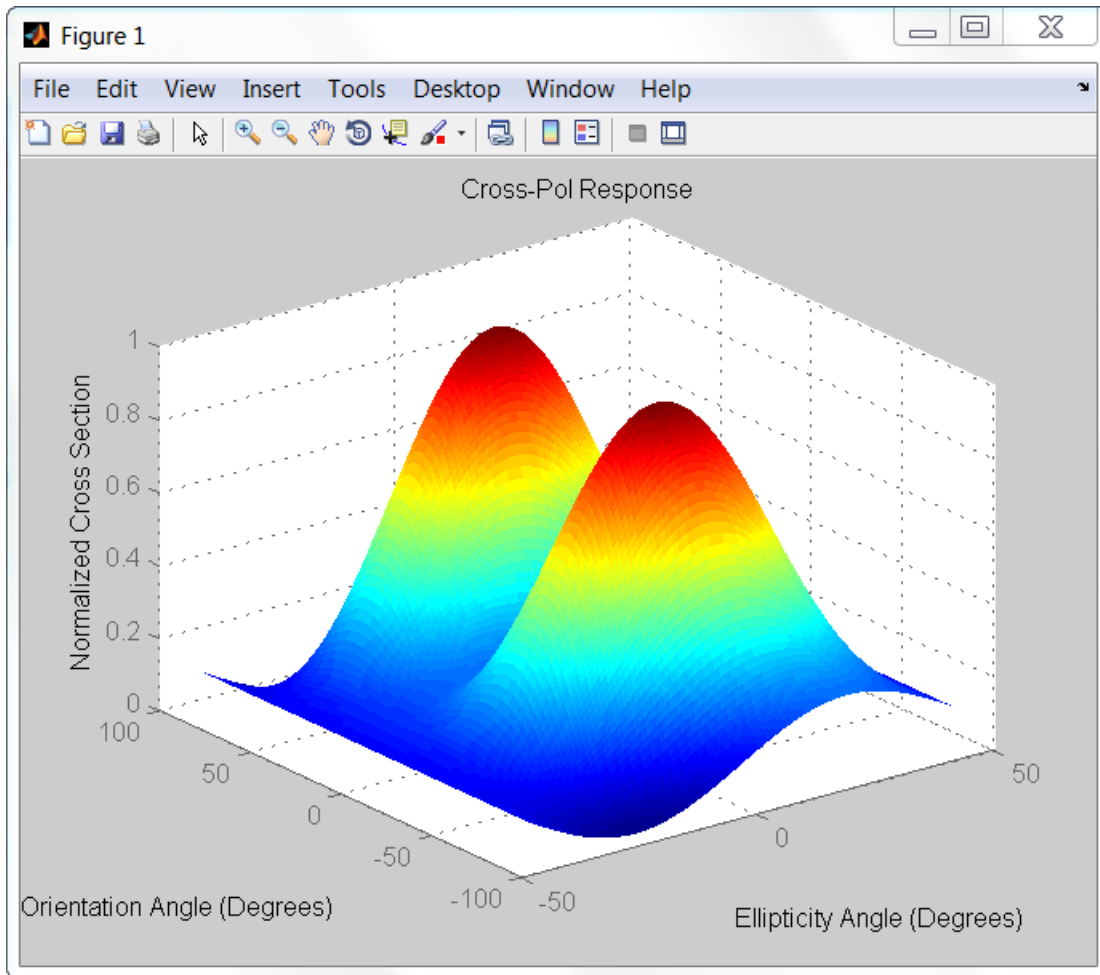 Figure 1
File Edit View Insert Tools Desktop Window Help
Cross-Pol Response
Normalized Cross Section
1
0.8
0.6
0.4
0.2
0
100
50
0
-50
-100
-50
0
50
Orientation Angle (Degrees)
Ellipticity Angle (Degrees)